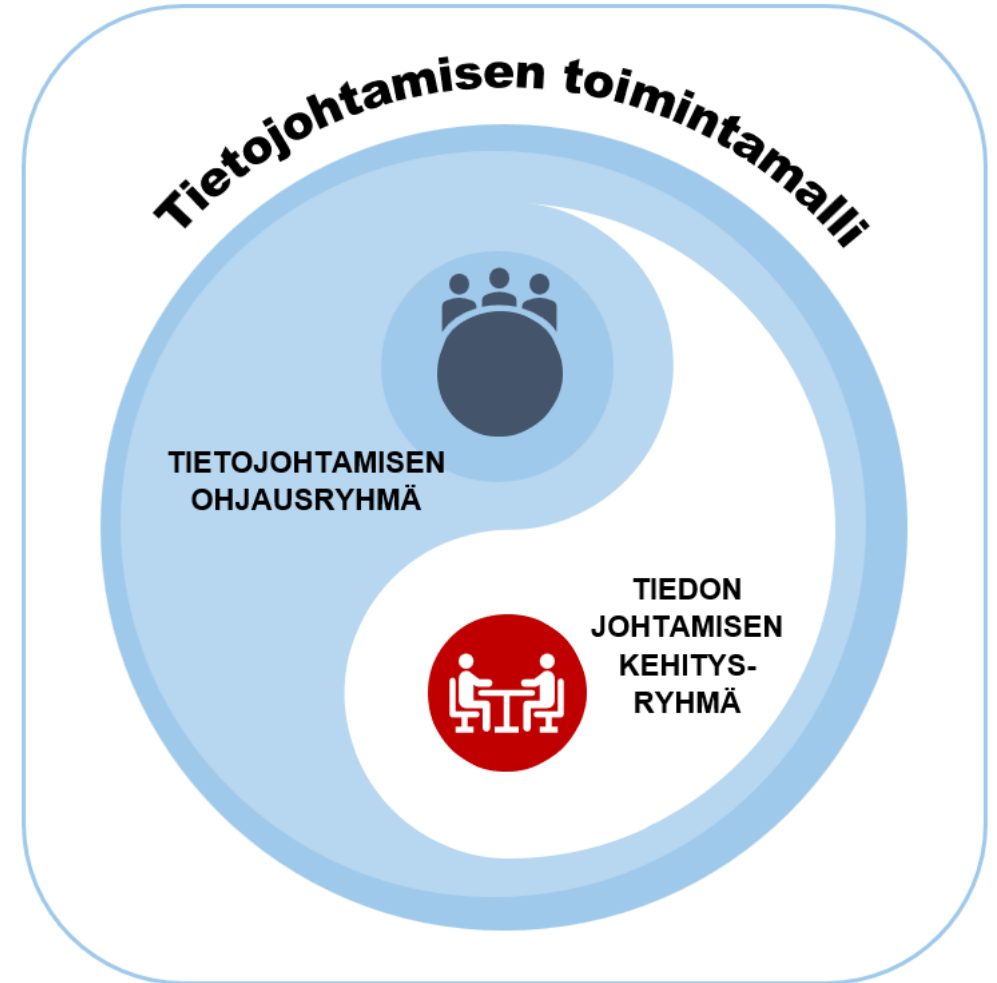 Tietojohtamisen toimintamalli
TIETOJOHTAMISEN
OHJAUSRYHMÄ
TIEDON
JOHTAMISEN
KEHITYS-
RYHMÄ